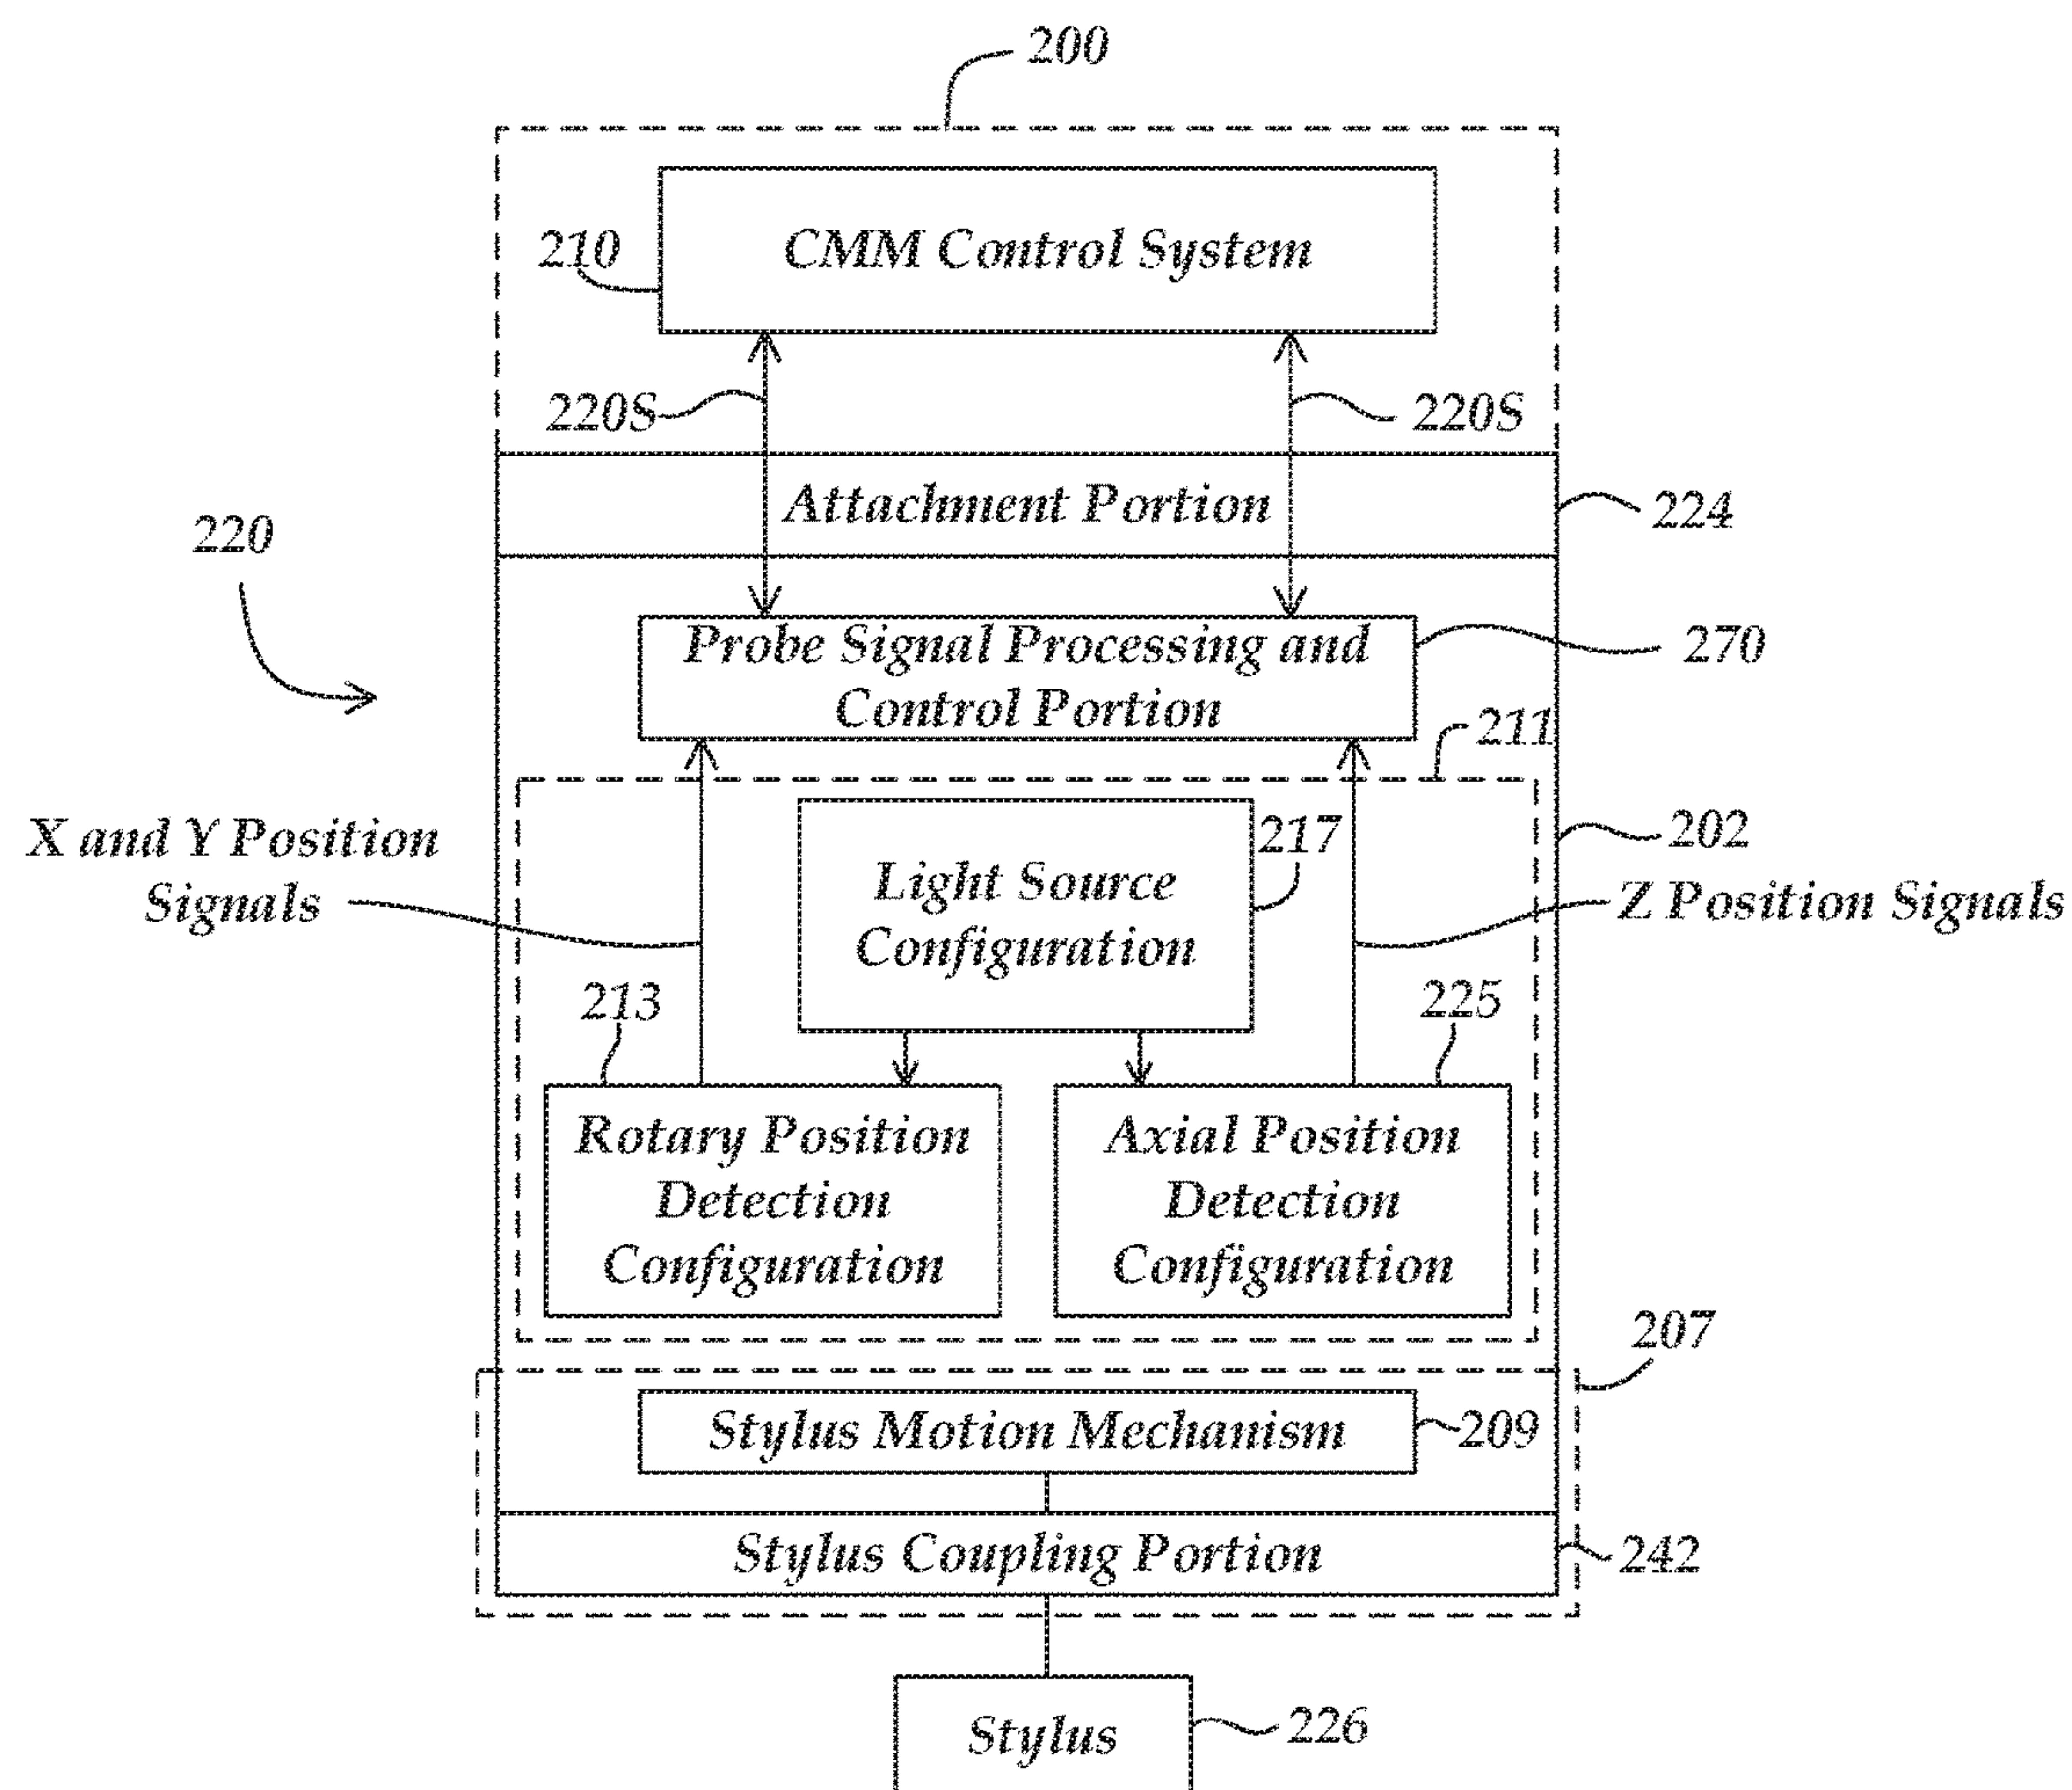 200
210
CMM Control System
220S
220S
Attachment Portion
224
220
Probe Signal Processing and
Control Portion
270
211
202
X and Y Position
Signals
Light Source
Configuration
217
Z Position Signals
213
225
Rotary Position
Detection
Configuration
Axial Position
Detection
Configuration
207
Stylus Motion Mechanism
209
Stylus Coupling Portion
242
Stylus
226